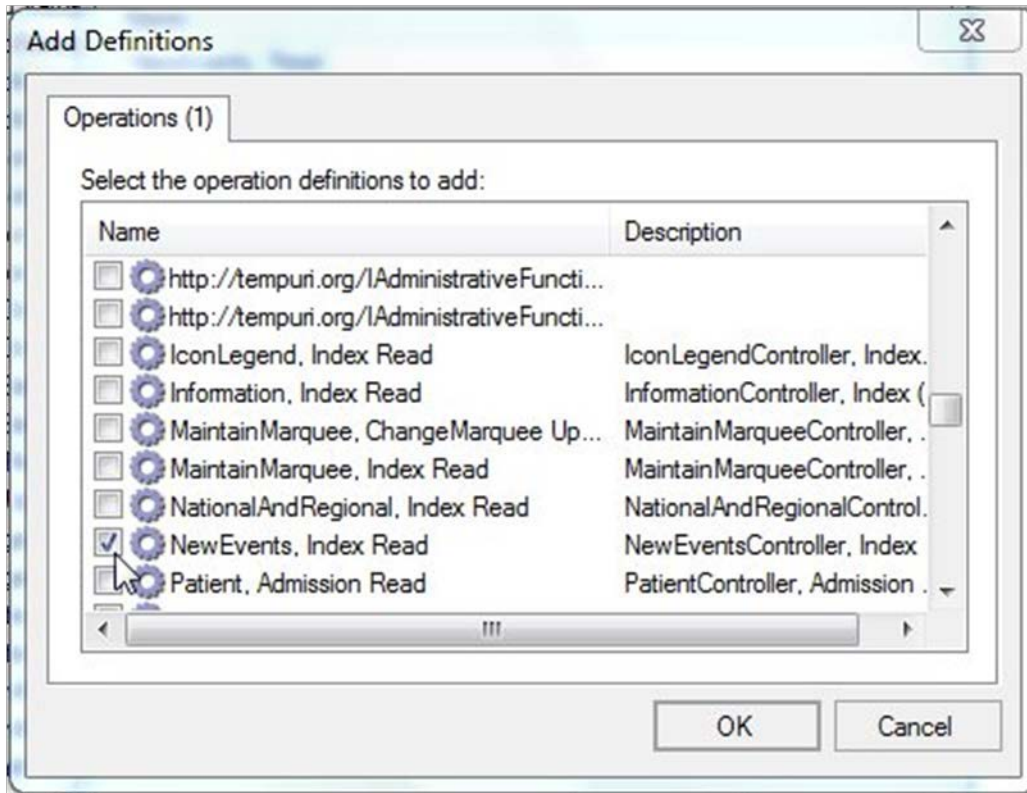 Add Definitions
Operations (1)
Select the operation definitions to add:
Name Description
http://tempuri.org/IAdministrativeFuncti...
http://tempuri.org/IAdministrativeFuncti...
IconLegend, Index Read IconLegendController, Index.
Information, Index Read InformationController, Index (
MaintainMarquee, ChangeMarquee Up... MaintainMarqueeController, .
MaintainMarquee, Index Read MaintainMarqueeController, .
NationalAndRegional, Index Read NationalAndRegionalControl.
NewEvents, Index Read NewEventsController, Index
Patient, Admission Read PatientController, Admission .
OK Cancel